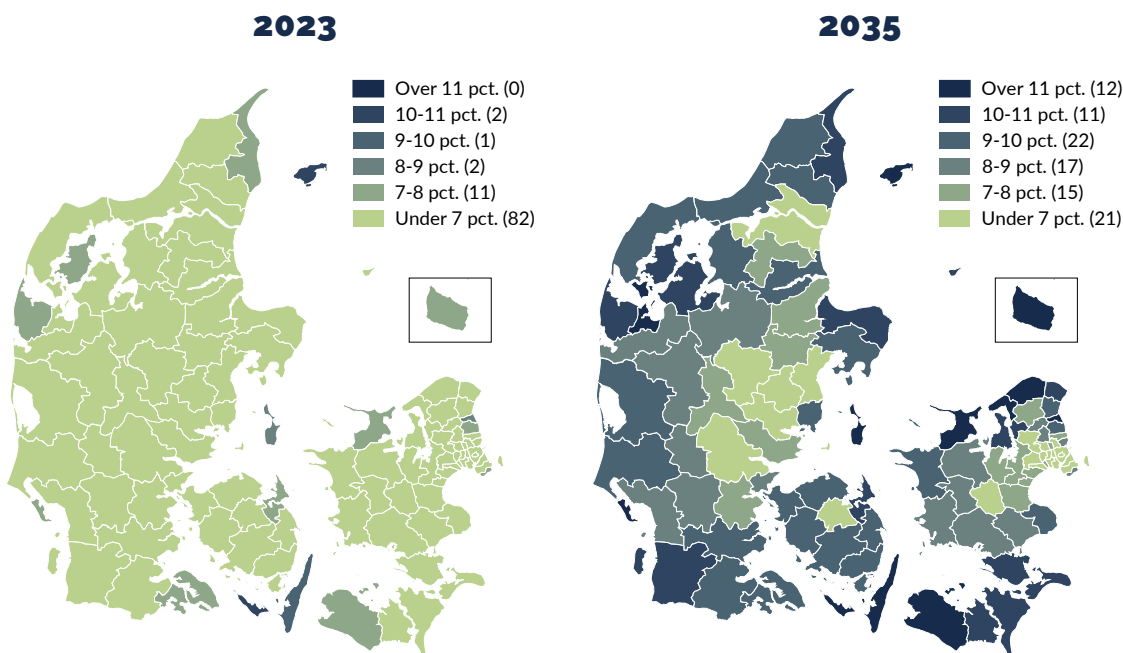 2023
Over 11 pct. (0)
10-11 pct. (2)
9-10 pct. (1)
8-9 pct. (2)
7-8 pct. (11)
Under 7 pct. (82)
2035
Over 11 pct. (12)
10-11 pct. (11)
9-10 pct. (22)
8-9 pct. (17)
7-8 pct. (15)
Under 7 pct. (21)